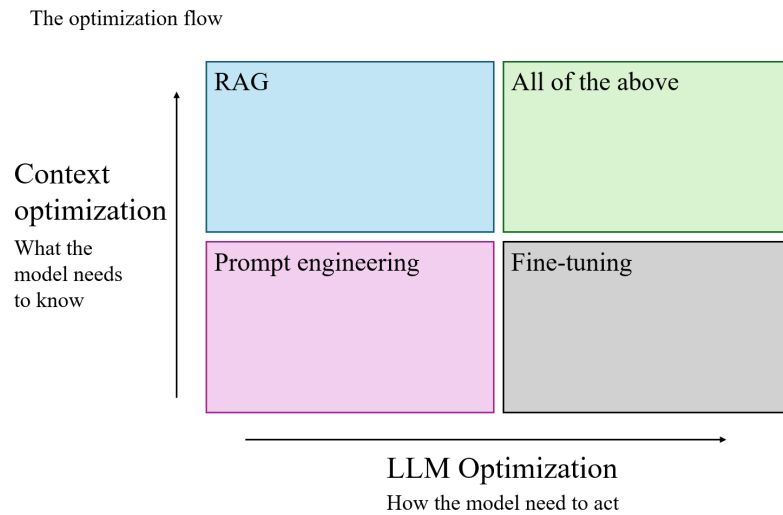 The optimization flow
RAG
All of the above
Context
optimization
What the
model needs
to know
Prompt engineering
Fine-tuning
LLM Optimization
How the model need to act